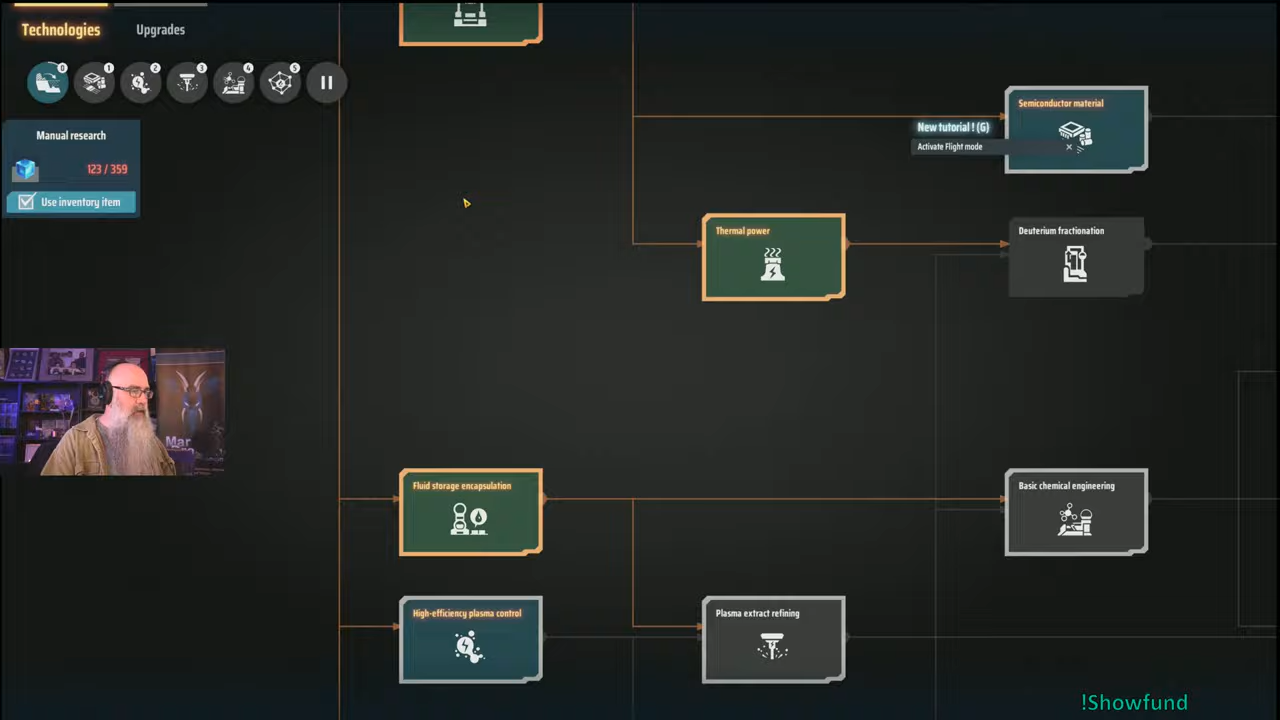 Technologies
Upgrades
0
1
2
3
4
5
Manual research
123 / 359
Use inventory item
Semiconductor material
New tutorial ! (G)
Activate Flight mode
Thermal power
Deuterium fractionation
Fluid storage encapsulation
Basic chemical engineering
High-efficiency plasma control
Plasma extract refining
Mar
!Showfund